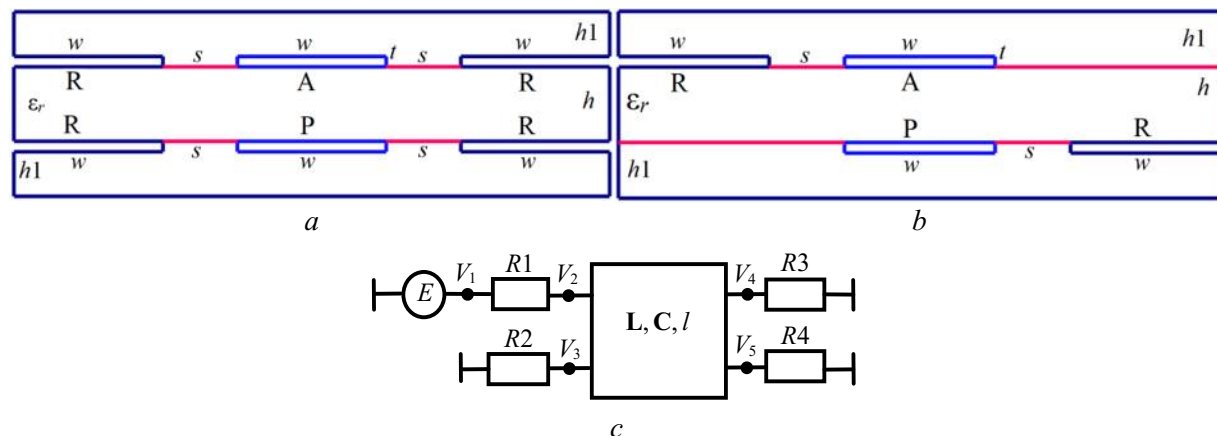 w s w t s w h1
R A R
εr h
R P R
w s w s w
h1
a
w s w t h1
R A h
εr
P R
h1 w s w
b
E V1 R1 V2 L, C, l V4 R3
R2 V3 V5 R4
c